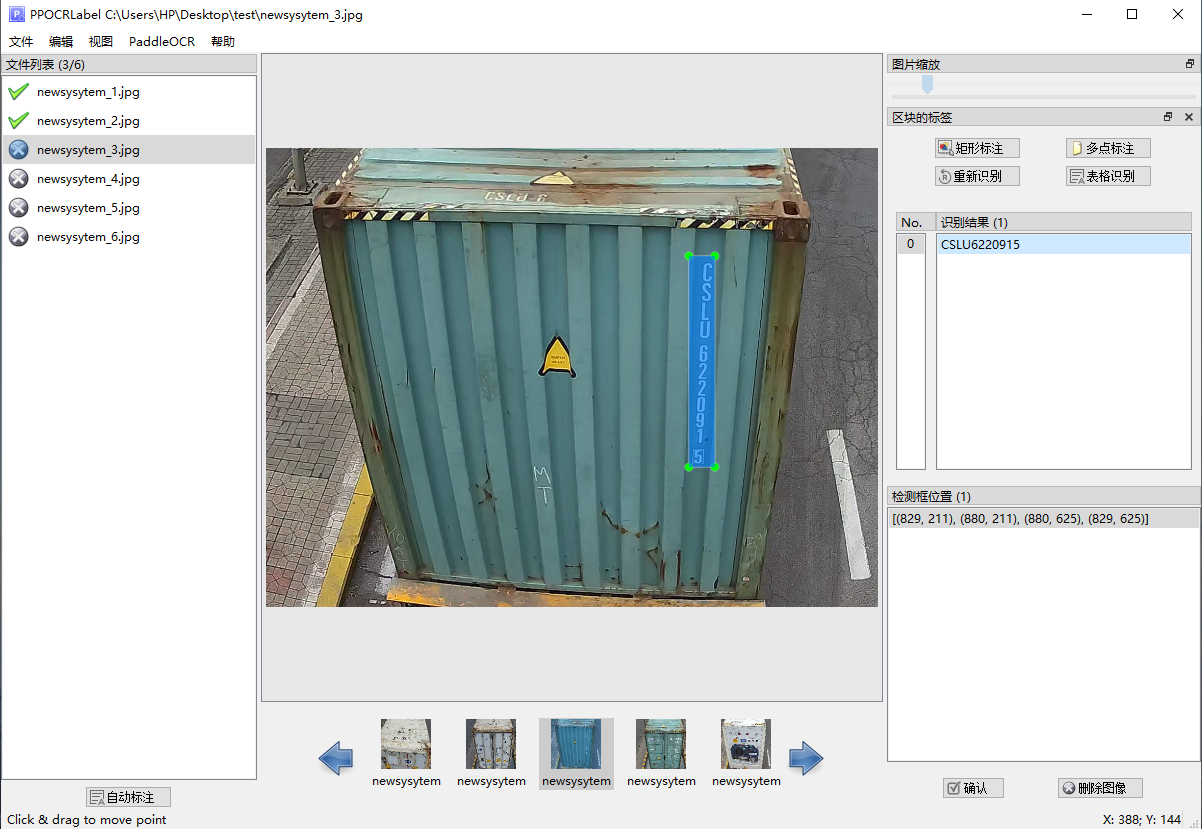 PPOCRLabel C:\Users\HP\Desktop\test\newsysytem_3.jpg
文件 编辑 视图 PaddleOCR 帮助
文件列表 (3/6)
newsysytem_1.jpg
newsysytem_2.jpg
newsysytem_3.jpg
newsysytem_4.jpg
newsysytem_5.jpg
newsysytem_6.jpg
自动标注
Click & drag to move point
CSLU 622091 5
M
T
newsysytem newsysytem newsysytem newsysytem newsysytem
图片缩放
区块的标签
矩形标注 多点标注
重新识别 表格识别
No. 识别结果 (1)
0 CSLU6220915
检测框位置 (1)
[(829, 211), (880, 211), (880, 625), (829, 625)]
确认 删除图像
X: 388; Y: 144